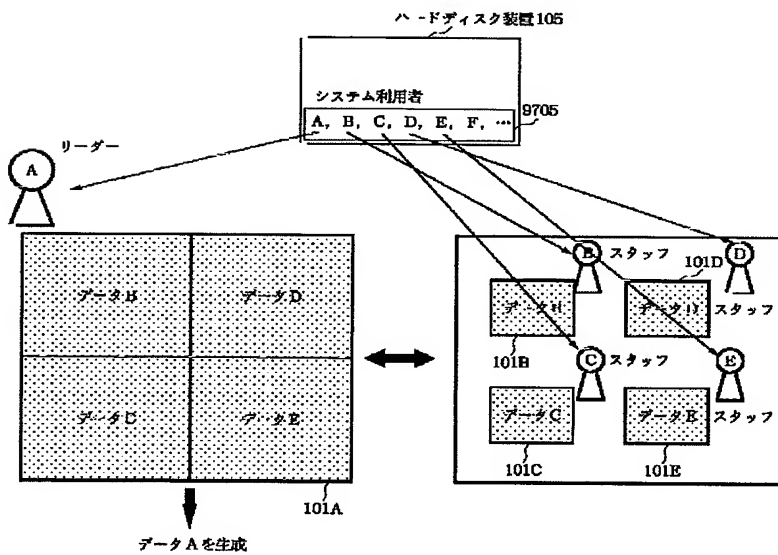 ハードディスク装置105
システム利用者
9705
A, B, C, D, E, F, …
リーダー
A
B スタッフ
101D
D
データB
データD
データB
データD スタッフ
101B
C スタッフ
E
データC
データE
データC
データE スタッフ
101A
101C
101E
データAを生成